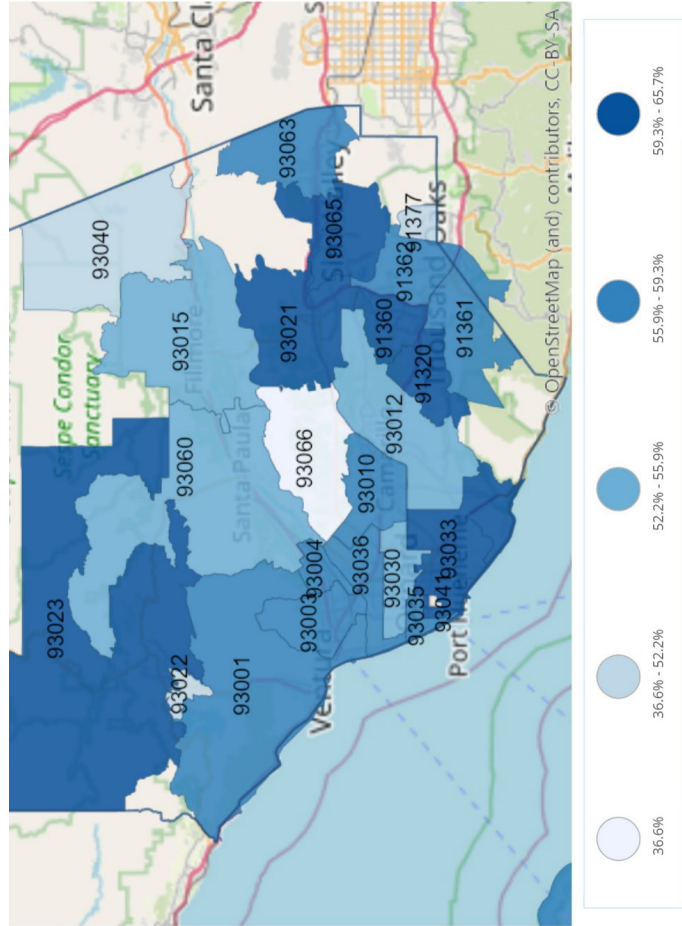 Santa Cl
S
93040
93063
Sespe Condor
Sanctuary
93015
Fillmore
93065
Valley
91377
Oaks
93021
91362
91360
Thousand
91361
91320
93023
93060
Santa Paula
93066
93012
93010
93022
93001
93004
93003
93036
93030
93033
93035
93041
Port
Ventura
© OpenStreetMap (and) contributors, CC-BY-SA
36.6%
36.6% - 52.2%
52.2% - 55.9%
55.9% - 59.3%
59.3% - 65.7%